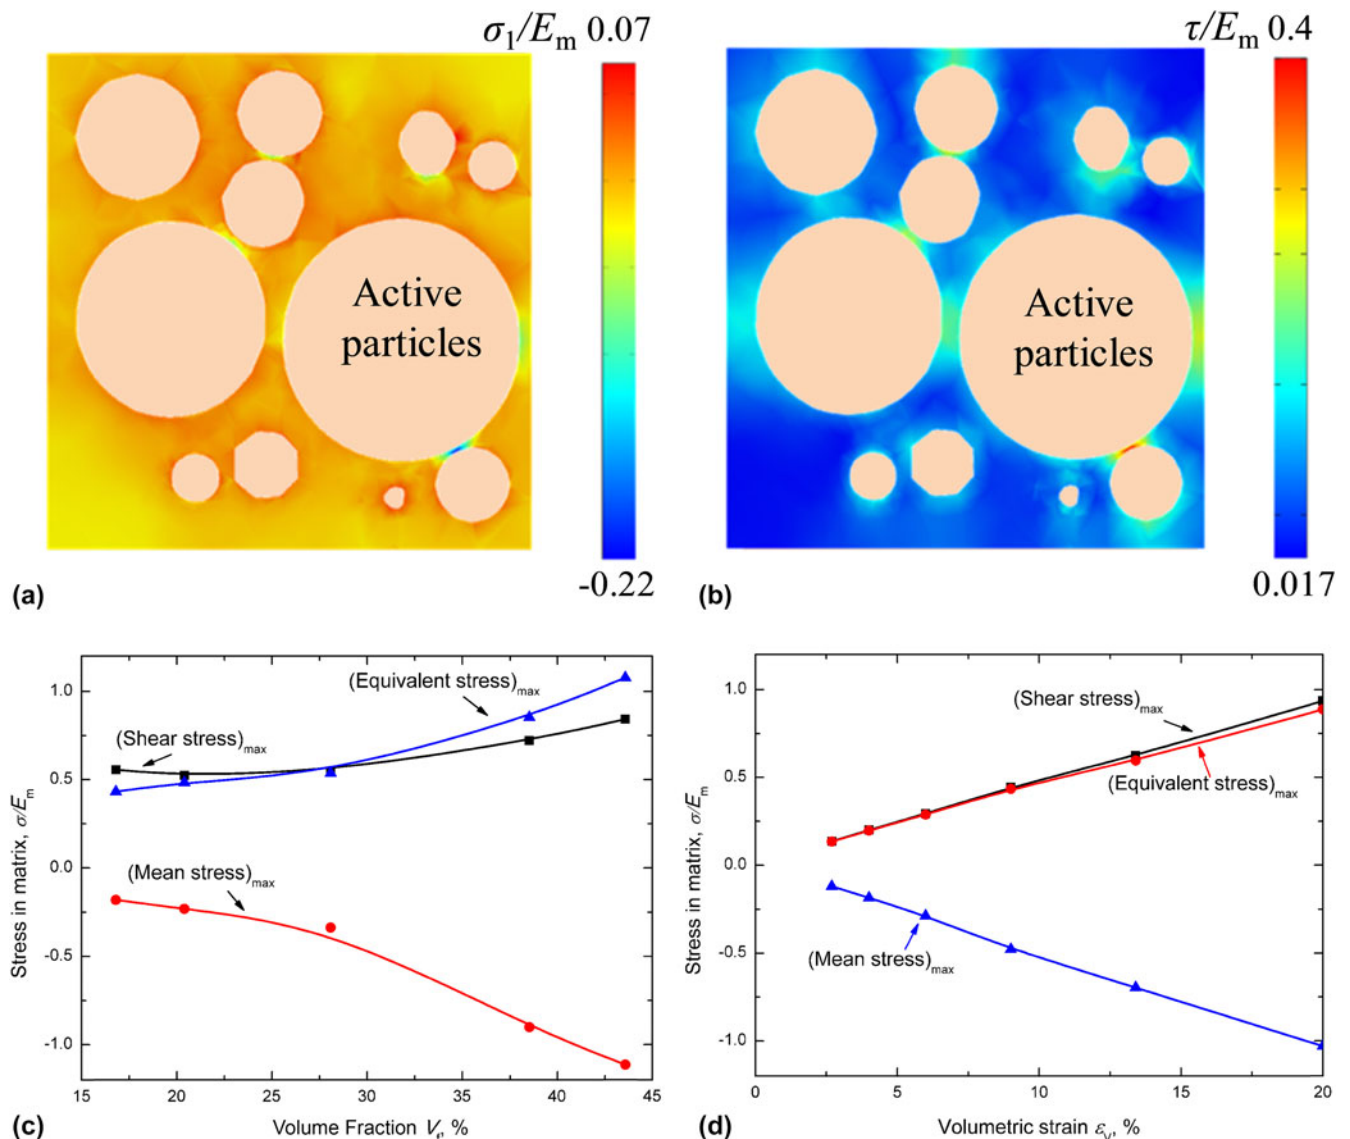 σ₁/Eₘ 0.07
Active
particles
-0.22
(a)
τ/Eₘ 0.4
Active
particles
0.017
(b)
1.0
0.5
0.0
-0.5
-1.0
Stress in matrix, σ/Eₘ
(Equivalent stress)max
(Shear stress)max
(Mean stress)max
15 20 25 30 35 40 45
Volume Fraction Vf, %
(c)
1.0
0.5
0.0
-0.5
-1.0
Stress in matrix, σ/Eₘ
(Shear stress)max
(Equivalent stress)max
(Mean stress)max
0 5 10 15 20
Volumetric strain εv, %
(d)